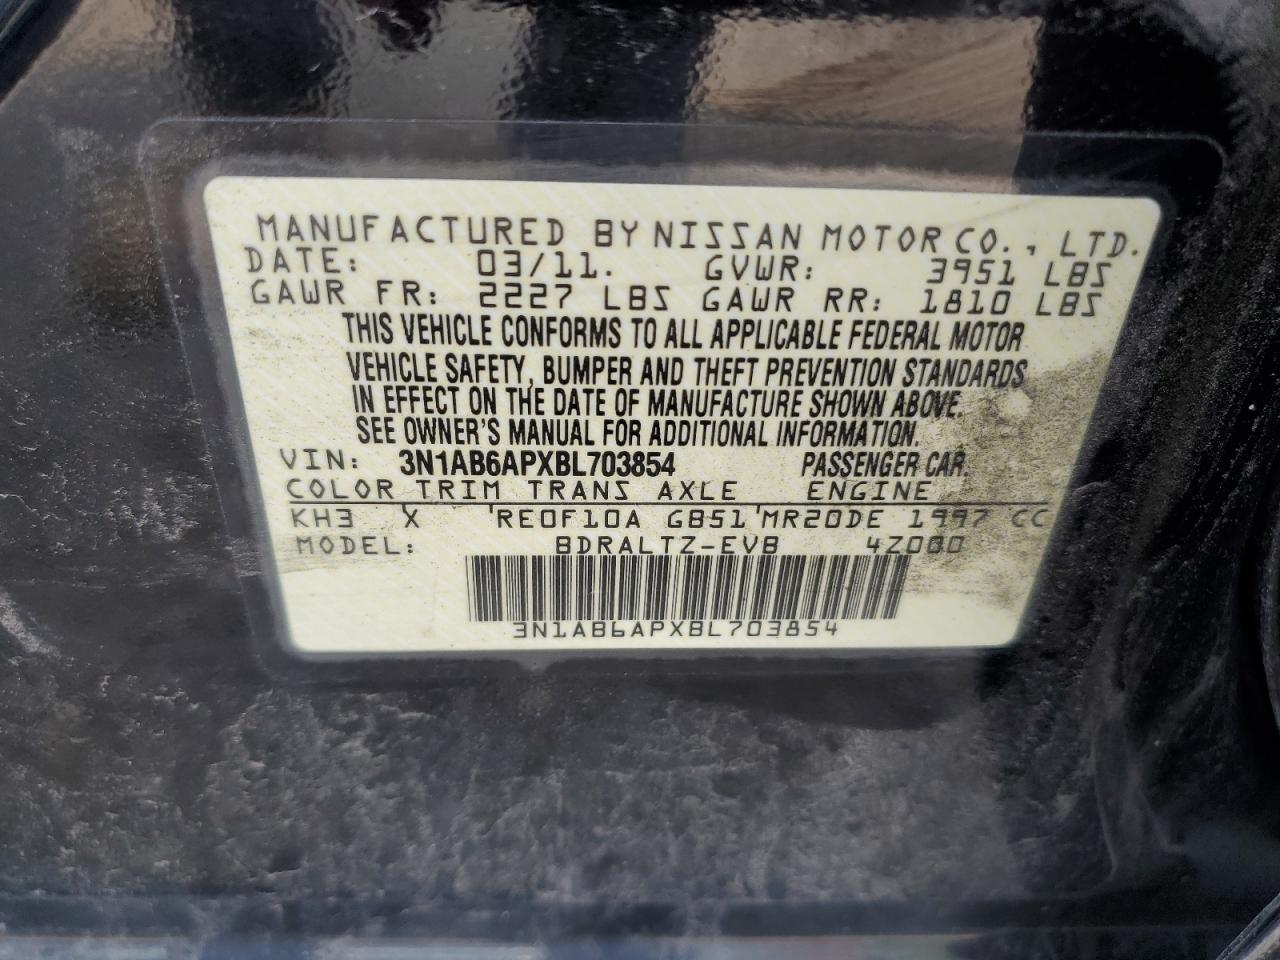 MANUFACTURED BY NISSAN MOTOR CO., LTD.
DATE: 03/11. GVWR: 3951 LBS
GAWR FR: 2227 LBS GAWR RR: 1810 LBS
THIS VEHICLE CONFORMS TO ALL APPLICABLE FEDERAL MOTOR
VEHICLE SAFETY, BUMPER AND THEFT PREVENTION STANDARDS
IN EFFECT ON THE DATE OF MANUFACTURE SHOWN ABOVE.
SEE OWNER'S MANUAL FOR ADDITIONAL INFORMATION.
VIN: 3N1AB6APXBL703854 PASSENGER CAR.
COLOR TRIM TRANS AXLE ENGINE
KH3 X RE0F10A GB51 MR20DE 1997 CC
MODEL: BDRALTZ-EVB 4Z000
3N1AB6APXBL703854